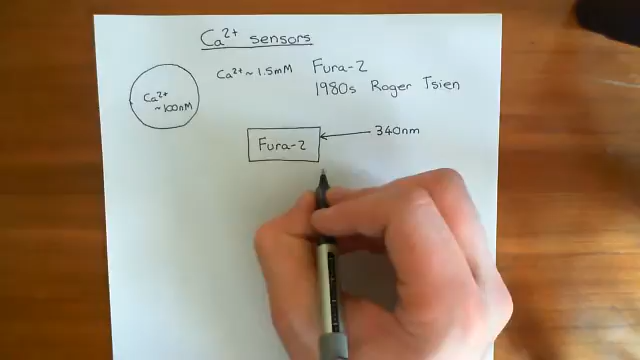 Ca²⁺ sensors
Ca²⁺ ~ 1.5mM
Fura-2
1980s Roger Tsien
Ca²⁺
~100nM
Fura-2
340nm